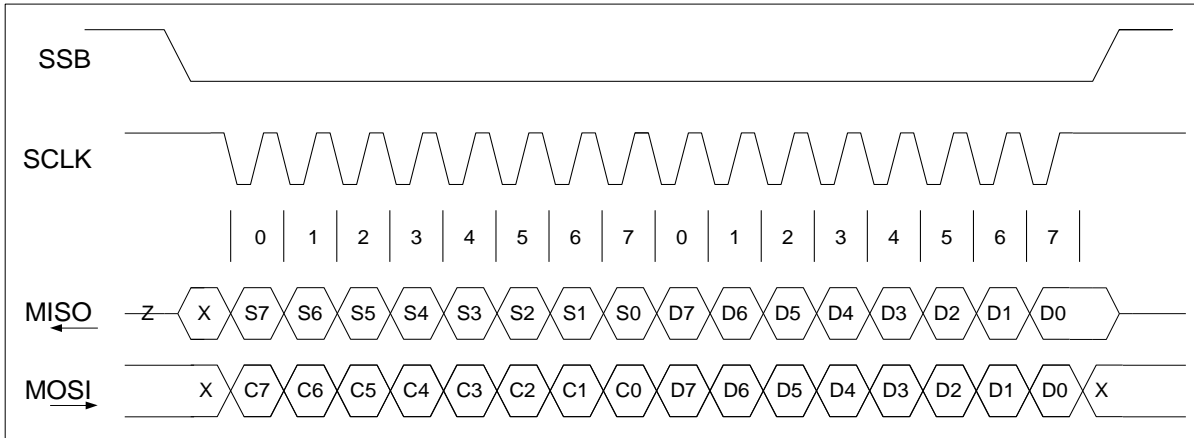 SSB
SCLK
0 1 2 3 4 5 6 7 0 1 2 3 4 5 6 7
MISO Z X S7 S6 S5 S4 S3 S2 S1 S0 D7 D6 D5 D4 D3 D2 D1 D0
MOSI X C7 C6 C5 C4 C3 C2 C1 C0 D7 D6 D5 D4 D3 D2 D1 D0 X